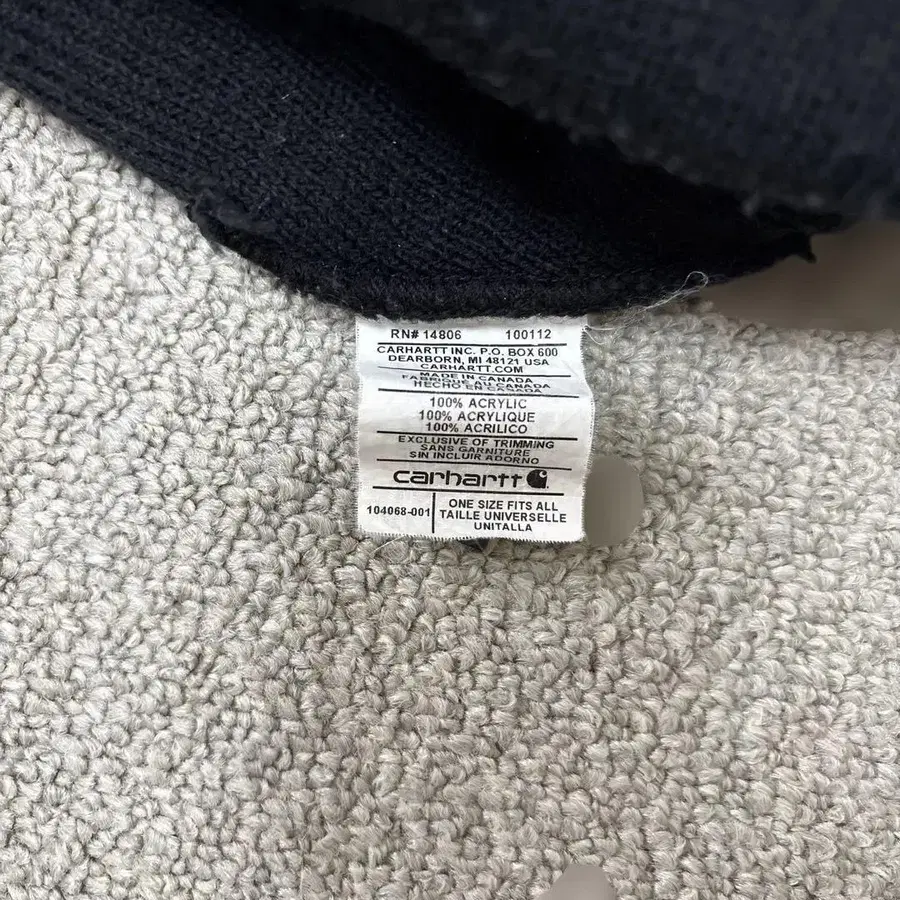 RN# 14806 100112
CARHARTT INC. P.O. BOX 600
DEARBORN, MI 48121 USA
CARHARTT.COM
MADE IN CANADA
FABRIQUÉ AU CANADA
HECHO EN CANADA
100% ACRYLIC
100% ACRYLIQUE
100% ACRILICO
EXCLUSIVE OF TRIMMING
SANS GARNITURE
SIN INCLUIR ADORNO
carhartt
104068-001
ONE SIZE FITS ALL
TAILLE UNIVERSELLE
UNITALLA